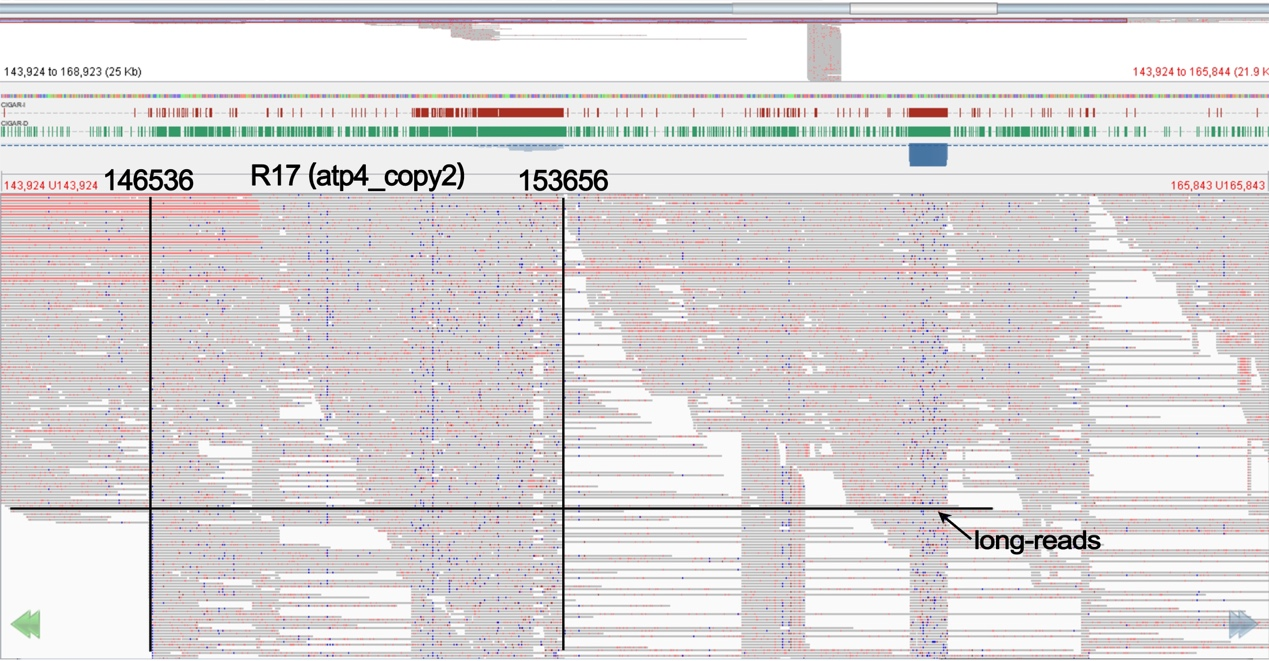 143,924 to 168,923 (25 Kb)
143,924 to 165,844 (21.9 K
CIGAR-I
CIGAR-D
143,924 U143,924
146536
R17 (atp4_copy2)
153656
165,843 U165,843
long-reads